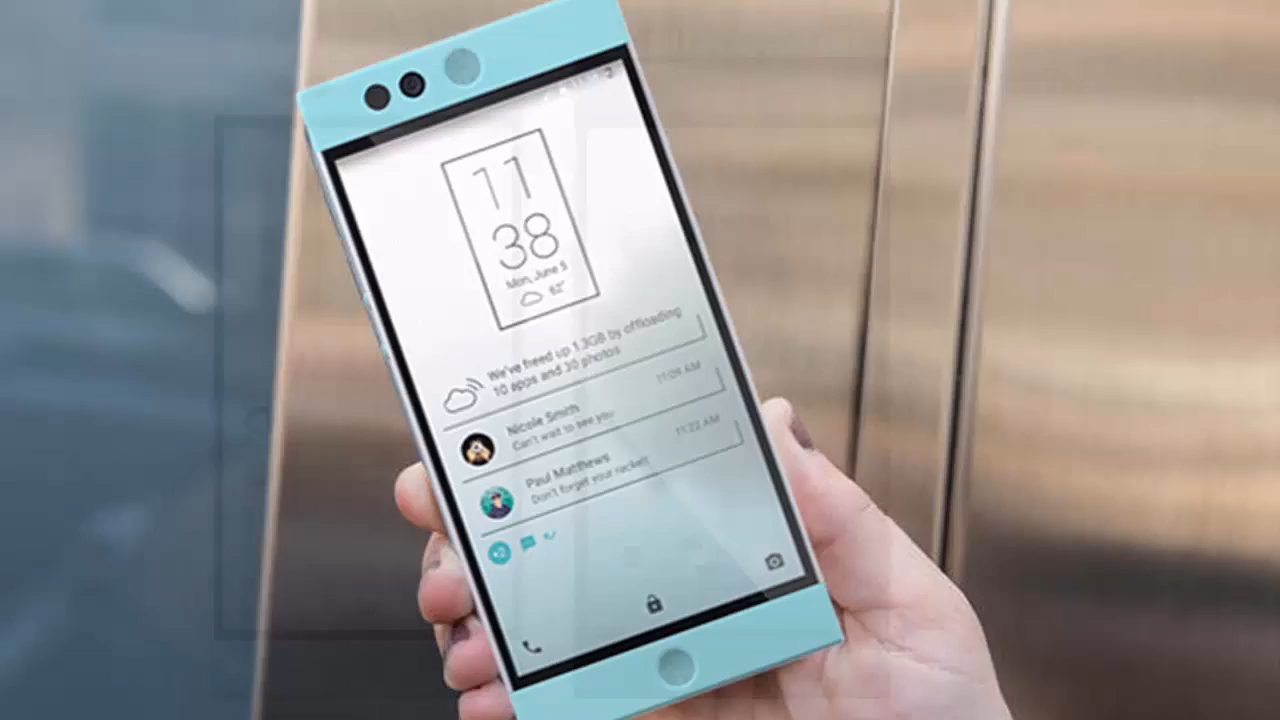 11
38
Mon, June 5
62°
We've freed up 1.3GB by offloading
10 apps and 30 photos
11:09 AM
Nicole Smith
Can't wait to see you
11:22 AM
Paul Matthews
Don't forget your racket!
+2